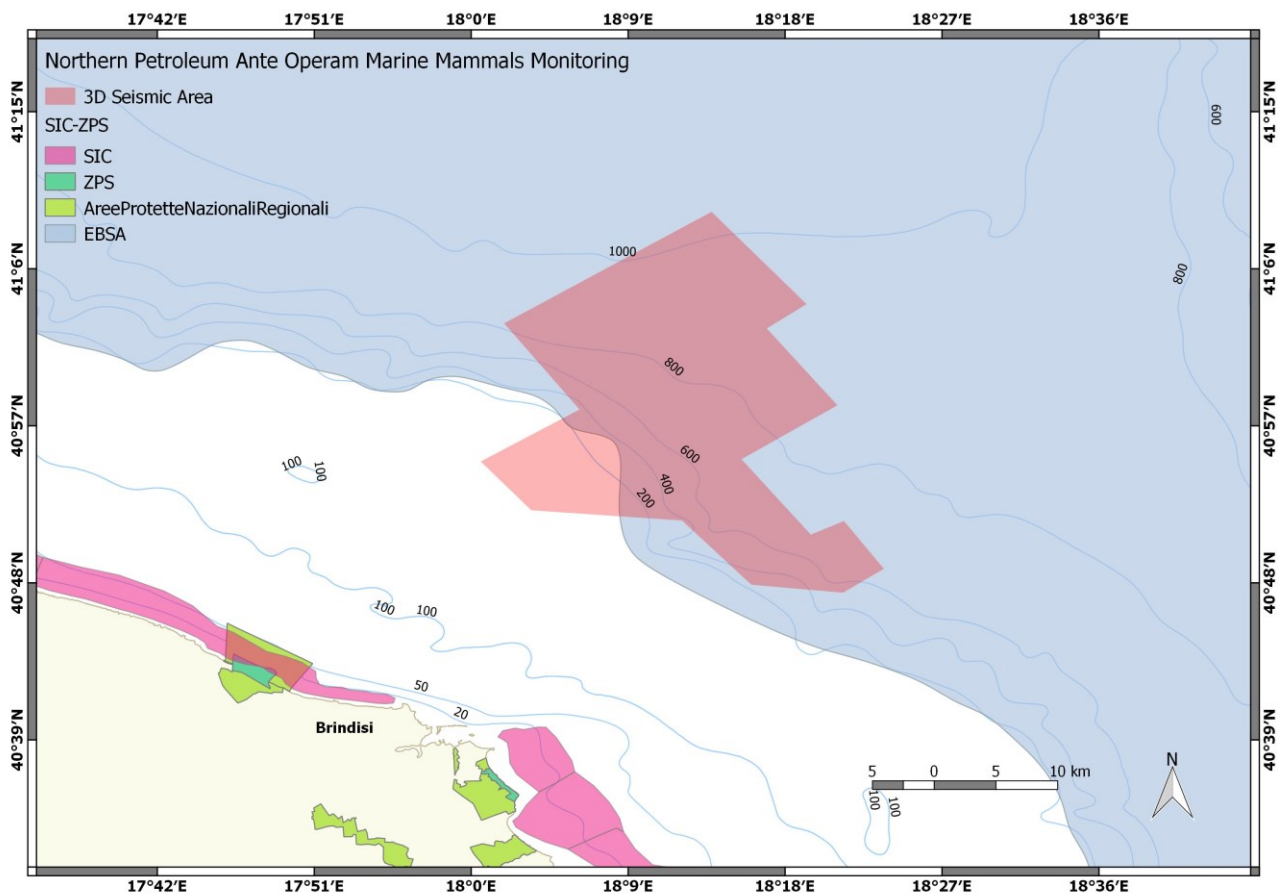 17°42'E 17°51'E 18°0'E 18°9'E 18°18'E 18°27'E 18°36'E
Northern Petroleum Ante Operam Marine Mammals Monitoring
3D Seismic Area
SIC-ZPS
SIC
ZPS
AreeProtetteNazionaliRegionali
EBSA
41°15'N
41°15'N
600
1000
41°6'N
41°6'N
800
800
40°57'N
40°57'N
600
400
200
100
100
40°48'N
40°48'N
100
100
50
20
Brindisi
40°39'N
40°39'N
N
5 0 5 10 km
100
100
17°42'E 17°51'E 18°0'E 18°9'E 18°18'E 18°27'E 18°36'E